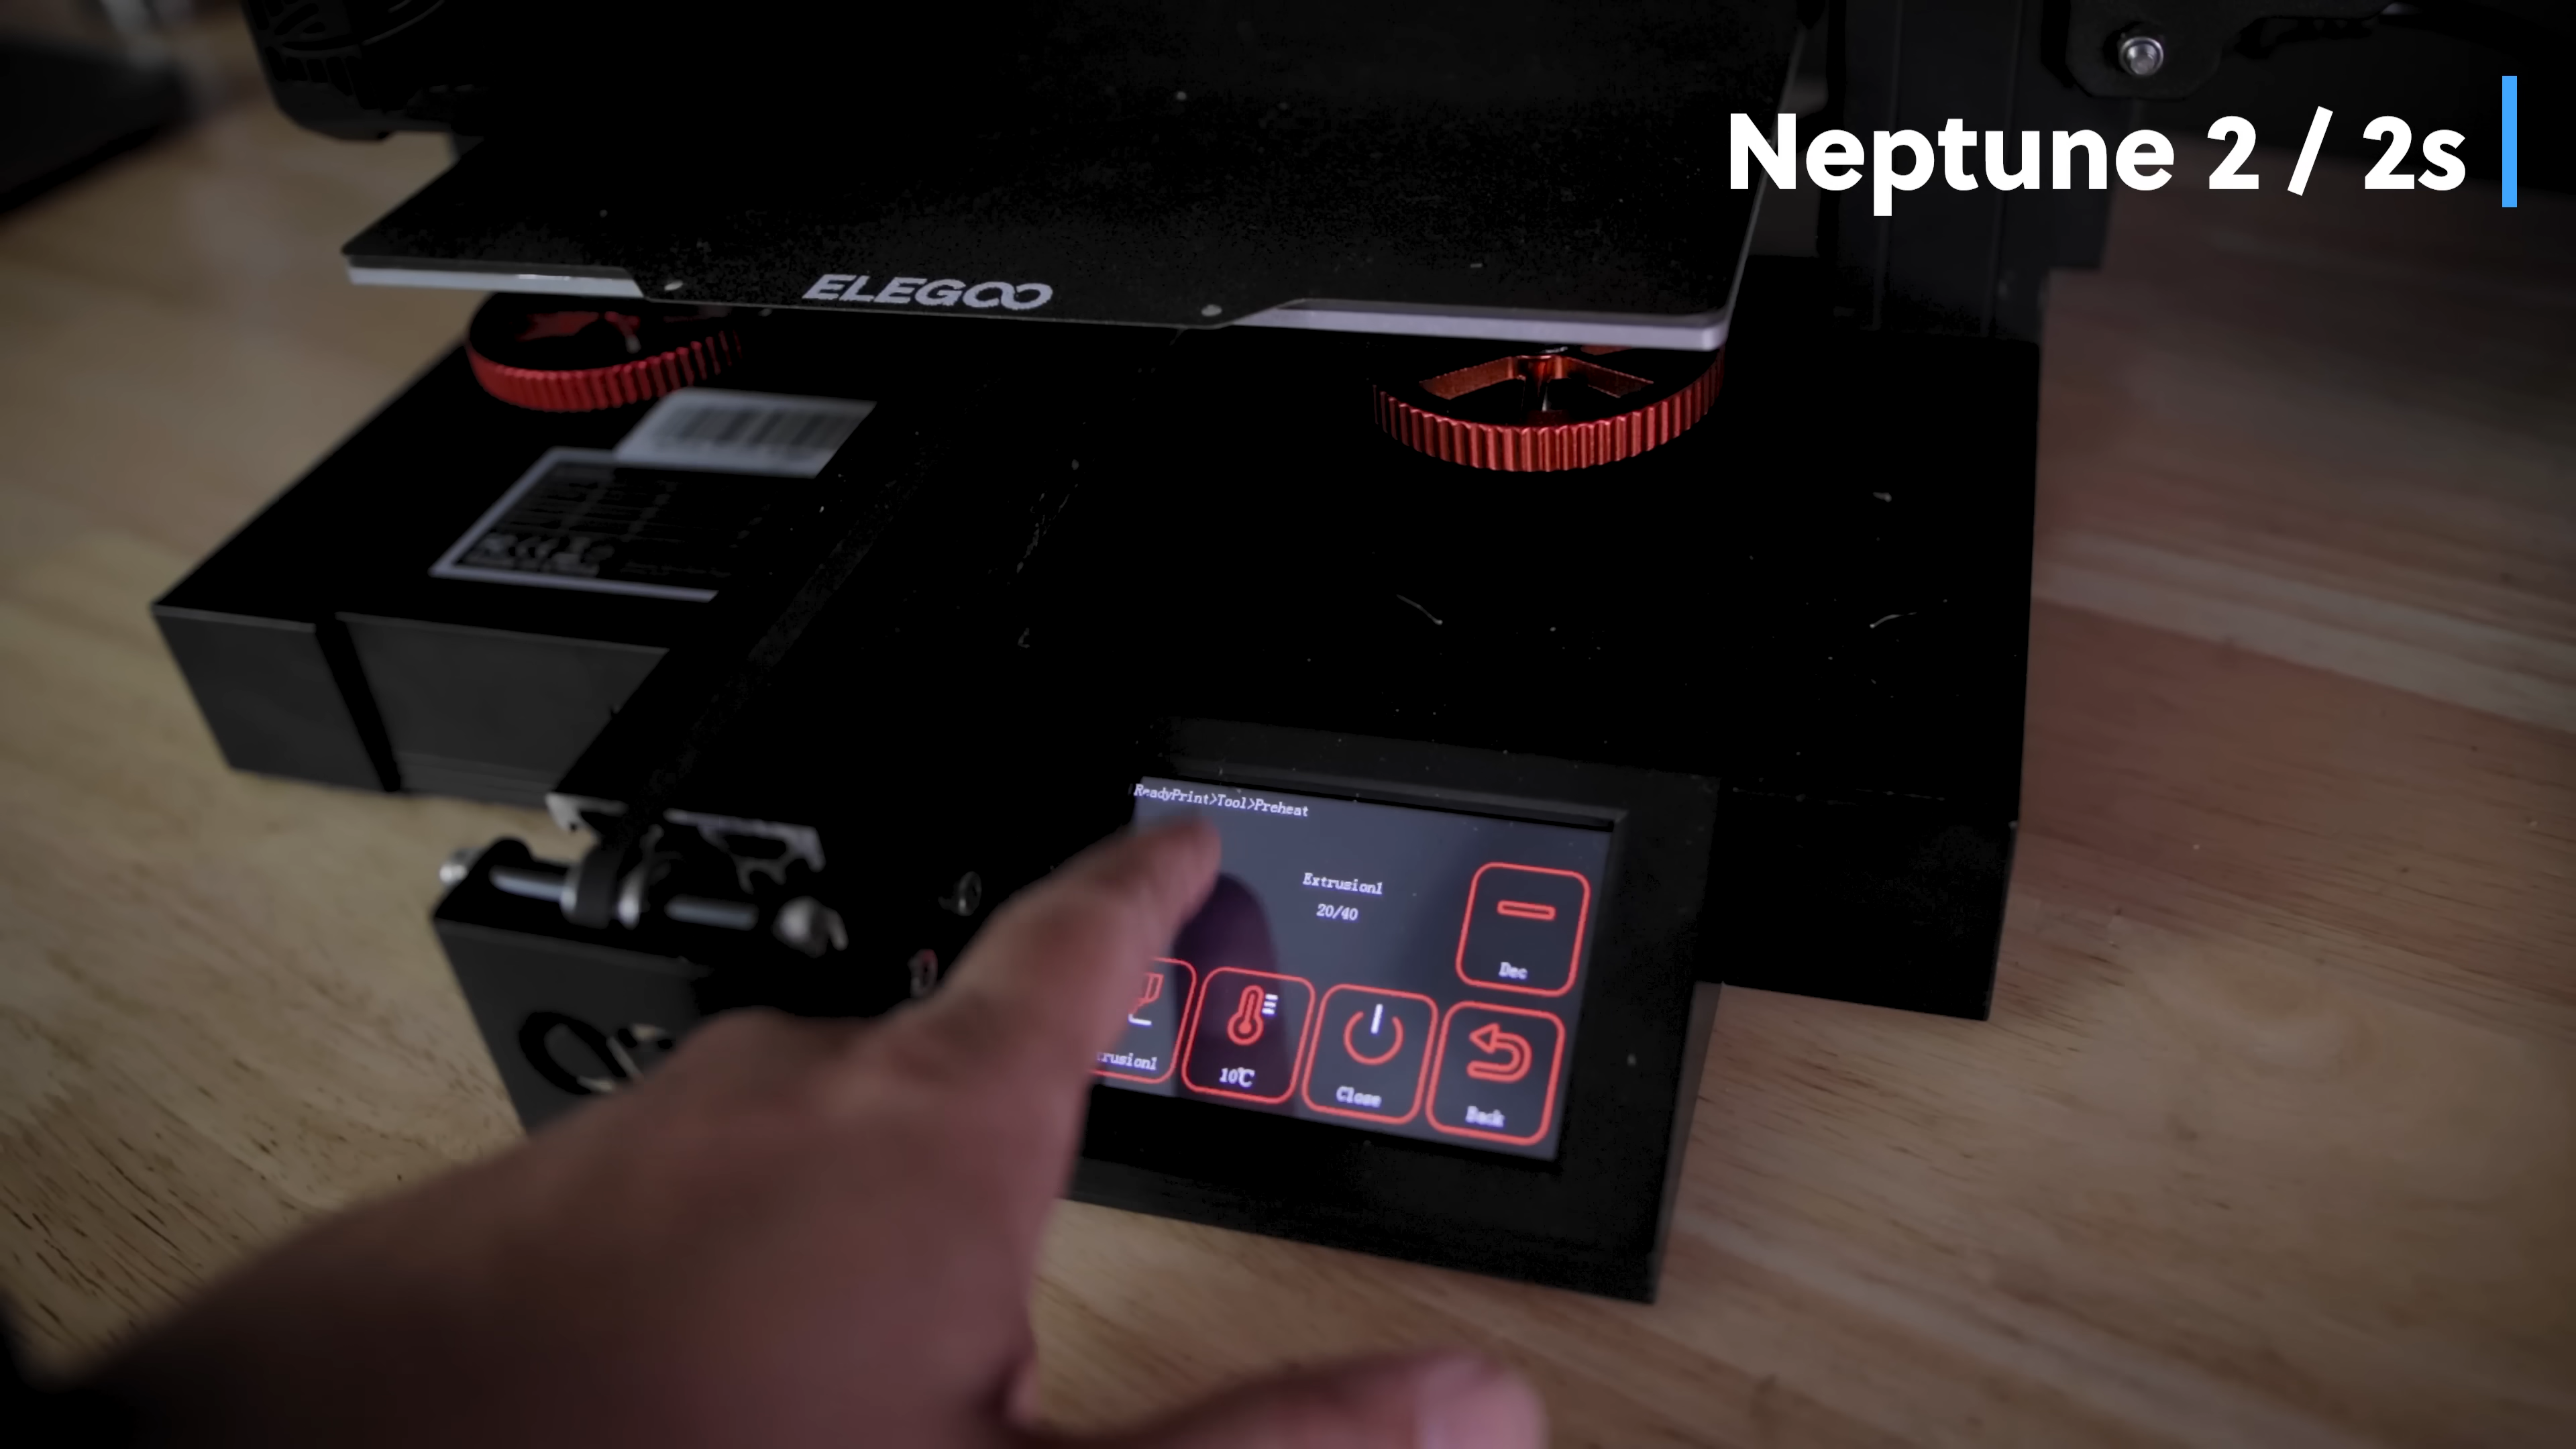 Neptune 2 / 2s
ELEGOO
ReadyPrint>Tool>Preheat
Extrusion1
20/40
Dec
10℃
Close
Back